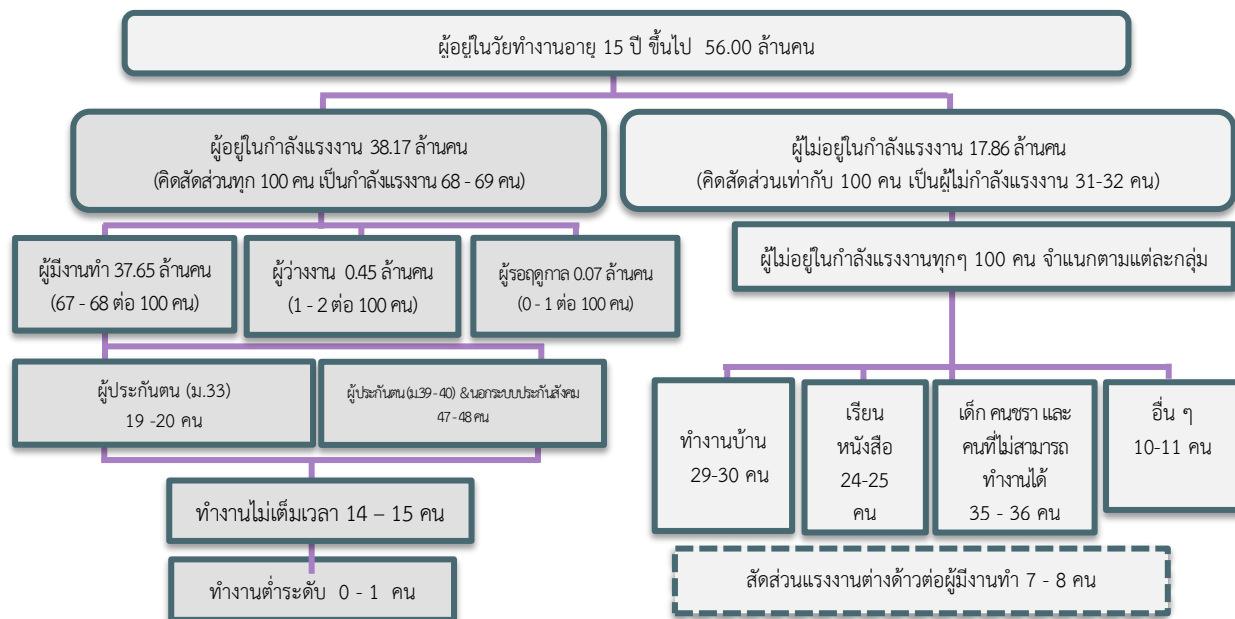 ผู้อยู่ในวัยทำงานอายุ 15 ปี ขึ้นไป 56.00 ล้านคน
ผู้อยู่ในกำลังแรงงาน 38.17 ล้านคน
(คิดสัดส่วนทุก 100 คน เป็นกำลังแรงงาน 68 - 69 คน)
ผู้ไม่อยู่ในกำลังแรงงาน 17.86 ล้านคน
(คิดสัดส่วนเท่ากับ 100 คน เป็นผู้ไม่กำลังแรงงาน 31-32 คน)
ผู้มีงานทำ 37.65 ล้านคน
(67 - 68 ต่อ 100 คน)
ผู้ว่างงาน 0.45 ล้านคน
(1 - 2 ต่อ 100 คน)
ผู้รอฤดูกาล 0.07 ล้านคน
(0 - 1 ต่อ 100 คน)
ผู้ไม่อยู่ในกำลังแรงงานทุกๆ 100 คน จำแนกตามแต่ละกลุ่ม
ผู้ประกันตน (ม.33)
19 -20 คน
ผู้ประกันตน (ม.39 - 40) &นอกระบบประกันสังคม
47 - 48 คน
ทำงานไม่เต็มเวลา 14 – 15 คน
ทำงานต่ำระดับ 0 - 1 คน
ทำงานบ้าน
29-30 คน
เรียน
หนังสือ
24-25
คน
เด็ก คนชรา และ
คนที่ไม่สามารถ
ทำงานได้
35 - 36 คน
อื่น ๆ
10-11 คน
สัดส่วนแรงงานต่างด้าวต่อผู้มีงานทำ 7 - 8 คน